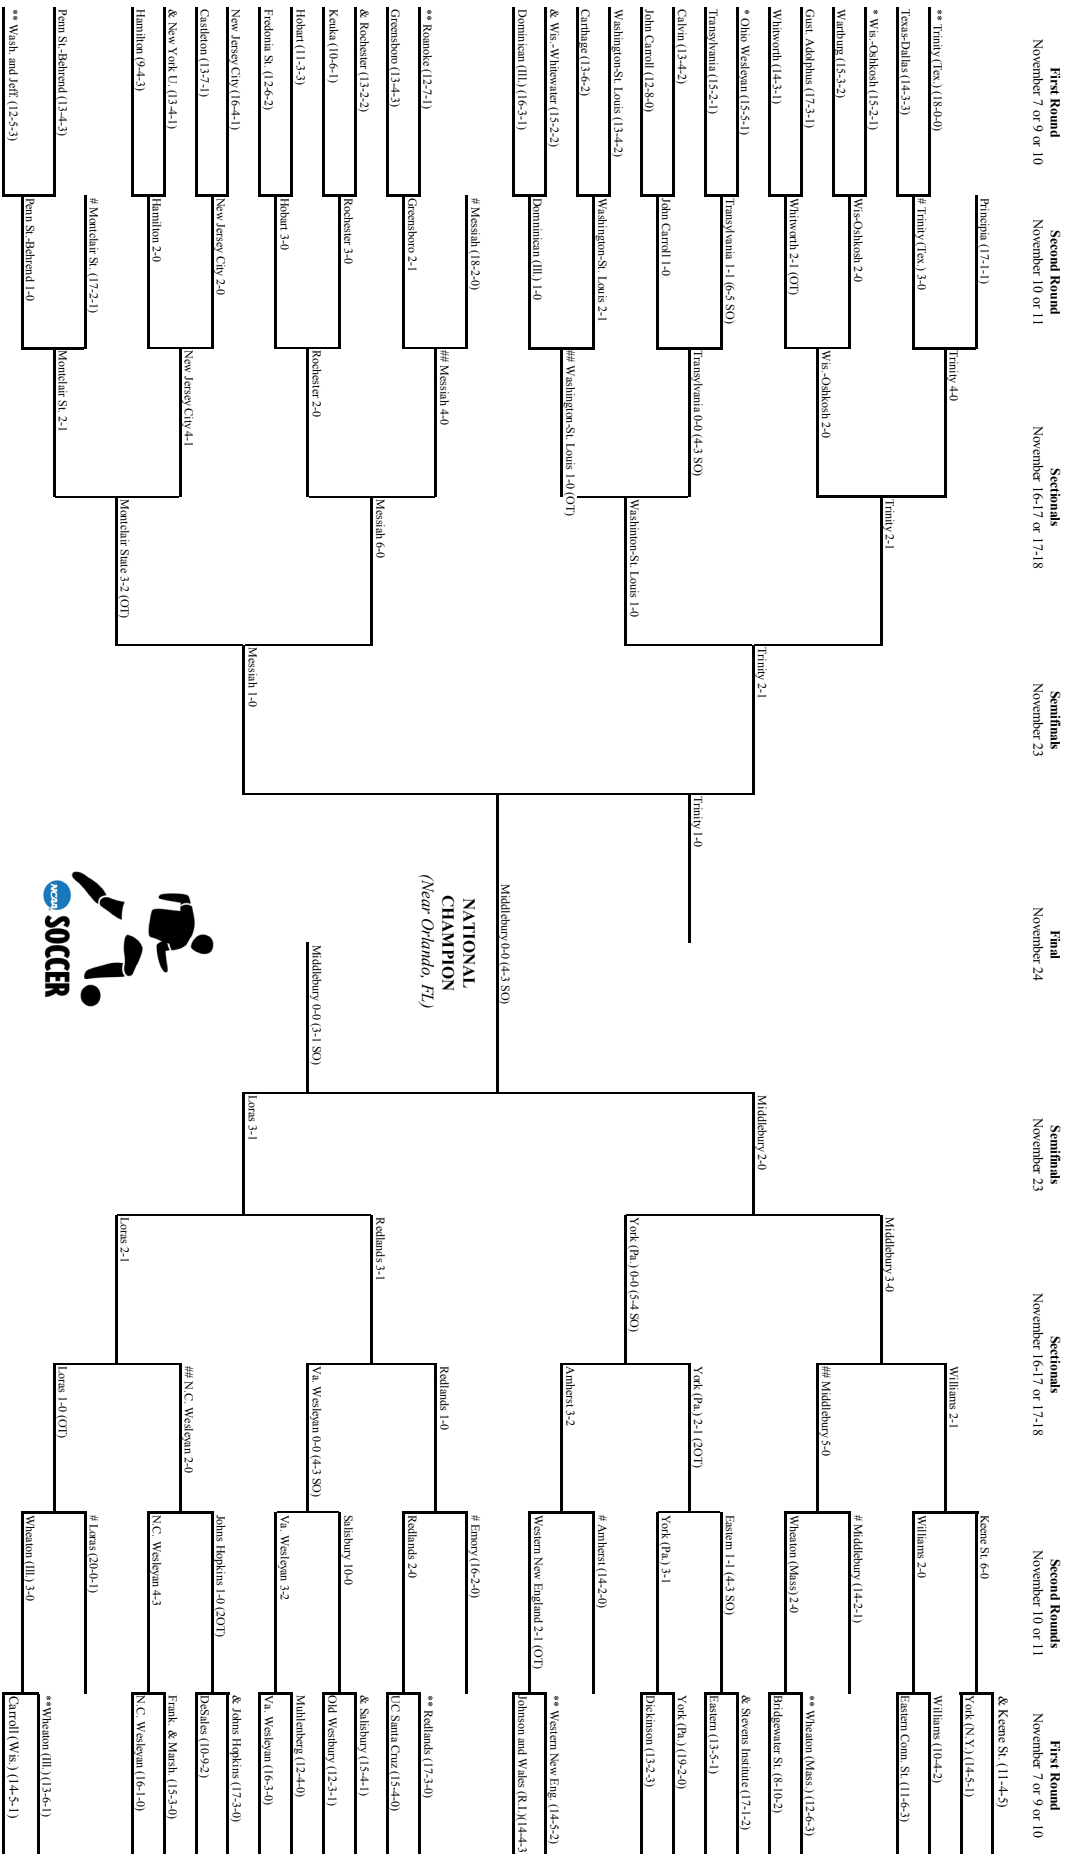 First Round
November 7 or 9 or 10
Second Round
November 10 or 11
Sectionals
November 16-17 or 17-18
Semifinals
November 23
Final
November 24
Semifinals
November 23
Sectionals
November 16-17 or 17-18
Second Rounds
November 10 or 11
First Round
November 7 or 9 or 10
** Trinity (Tex.) (18-0-0)
Texas-Dallas (14-3-3)
* Wis.-Oshkosh (15-2-1)
Wartburg (15-3-2)
Gust. Adolphus (17-3-1)
Whitworth (14-3-1)
* Ohio Wesleyan (15-5-1)
Transylvania (15-2-1)
Calvin (13-4-2)
John Carroll (12-8-0)
Washington-St. Louis (13-4-2)
Carthage (13-6-2)
& Wis.-Whitewater (15-2-2)
Dominican (Ill.) (16-3-1)
** Roanoke (12-7-1)
Greensboro (13-4-3)
& Rochester (13-2-2)
Keuka (10-6-1)
Hobart (11-3-3)
Fredonia St. (12-6-2)
New Jersey City (16-4-1)
Castleton (13-7-1)
& New York U. (13-4-1)
Hamilton (9-4-3)
Penn St.-Behrend (13-4-3)
** Wash. and Jeff. (12-5-3)
Principia (17-1-1)
# Trinity (Tex.) 3-0
Wis-Oshkosh 2-0
Whitworth 2-1 (OT)
Transylvania 1-1 (6-5 SO)
John Carroll 1-0
Washington-St. Louis 2-1
Dominican (Ill.) 1-0
# Messiah (18-2-0)
Greensboro 2-1
Rochester 3-0
Hobart 3-0
New Jersey City 2-0
Hamilton 2-0
# Montclair St. (17-2-1)
Penn St.-Behrend 1-0
Trinity 4-0
Wis.-Oshkosh 2-0
Transylvania 0-0 (4-3 SO)
## Washington-St. Louis 1-0 (OT)
## Messiah 4-0
Rochester 2-0
New Jersey City 4-1
Montclair St. 2-1
Trinity 2-1
Washinton-St. Louis 1-0
Messiah 6-0
Montclair State 3-2 (OT)
Trinity 2-1
Messiah 1-0
Trinity 1-0
Middlebury 0-0 (4-3 SO)
NATIONAL
CHAMPION
(Near Orlando, FL)
Middlebury 0-0 (3-1 SO)
NCAA SOCCER
Middlebury 2-0
Loras 3-1
Middlebury 3-0
York (Pa.) 0-0 (5-4 SO)
Redlands 3-1
Loras 2-1
Williams 2-1
## Middlebury 5-0
York (Pa.) 2-1 (2OT)
Amherst 3-2
Redlands 1-0
Va. Wesleyan 0-0 (4-3 SO)
## N.C. Wesleyan 2-0
Loras 1-0 (OT)
Keene St. 6-0
Williams 2-0
# Middlebury (14-2-1)
Wheaton (Mass) 2-0
Eastern 1-1 (4-3 SO)
York (Pa.) 3-1
# Amherst (14-2-0)
Western New England 2-1 (OT)
# Emory (16-2-0)
Redlands 2-0
Salisbury 10-0
Va. Wesleyan 3-2
Johns Hopkins 1-0 (2OT)
N.C. Wesleyan 4-3
# Loras (20-0-1)
Wheaton (Ill.) 3-0
& Keene St. (11-4-5)
York (N.Y.) (14-5-1)
Williams (10-4-2)
Eastern Conn. St. (11-6-3)
** Wheaton (Mass.) (12-6-3)
Bridgewater St. (8-10-2)
& Stevens Institute (17-1-2)
Eastern (13-5-1)
York (Pa.) (19-2-0)
Dickinson (13-2-3)
** Western New Eng. (14-5-2)
Johnson and Wales (R.I.)(14-4-3
** Redlands (17-3-0)
UC Santa Cruz (15-4-0)
& Salisbury (15-4-1)
Old Westbury (12-3-1)
Muhlenberg (12-4-0)
Va. Wesleyan (16-3-0)
& Johns Hopkins (17-3-0)
DeSales (10-9-2)
Frank. & Marsh. (15-3-0)
N.C. Wesleyan (16-1-0)
**Wheaton (Ill.) (13-6-1)
Carroll (Wis.) (14-5-1)